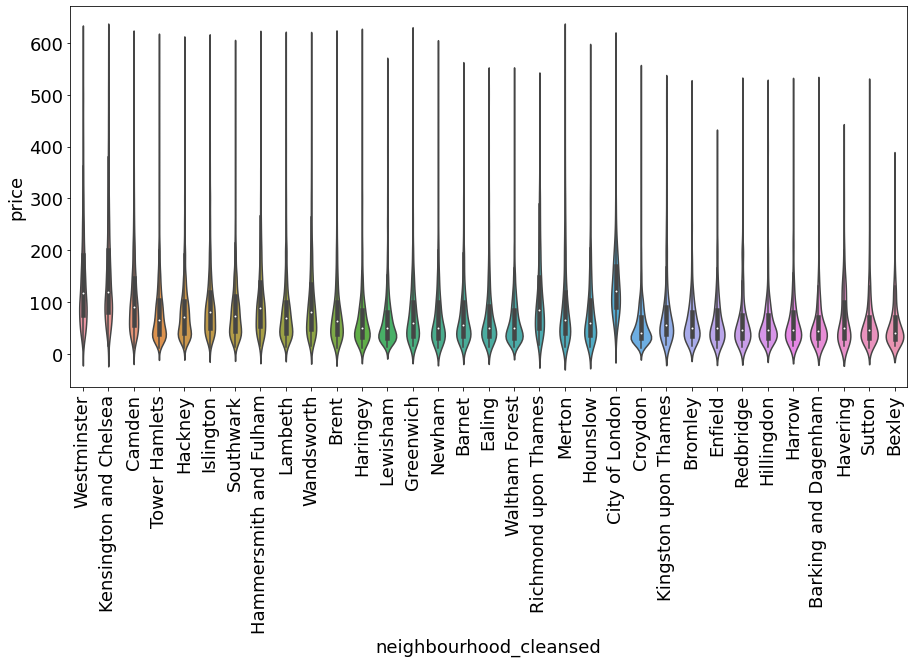 600
500
400
300
200
100
0
price
Westminster
Kensington and Chelsea
Camden
Tower Hamlets
Hackney
Islington
Southwark
Hammersmith and Fulham
Lambeth
Wandsworth
Brent
Haringey
Lewisham
Greenwich
Newham
Barnet
Ealing
Waltham Forest
Richmond upon Thames
Merton
Hounslow
City of London
Croydon
Kingston upon Thames
Bromley
Enfield
Redbridge
Hillingdon
Harrow
Barking and Dagenham
Havering
Sutton
Bexley
neighbourhood_cleansed